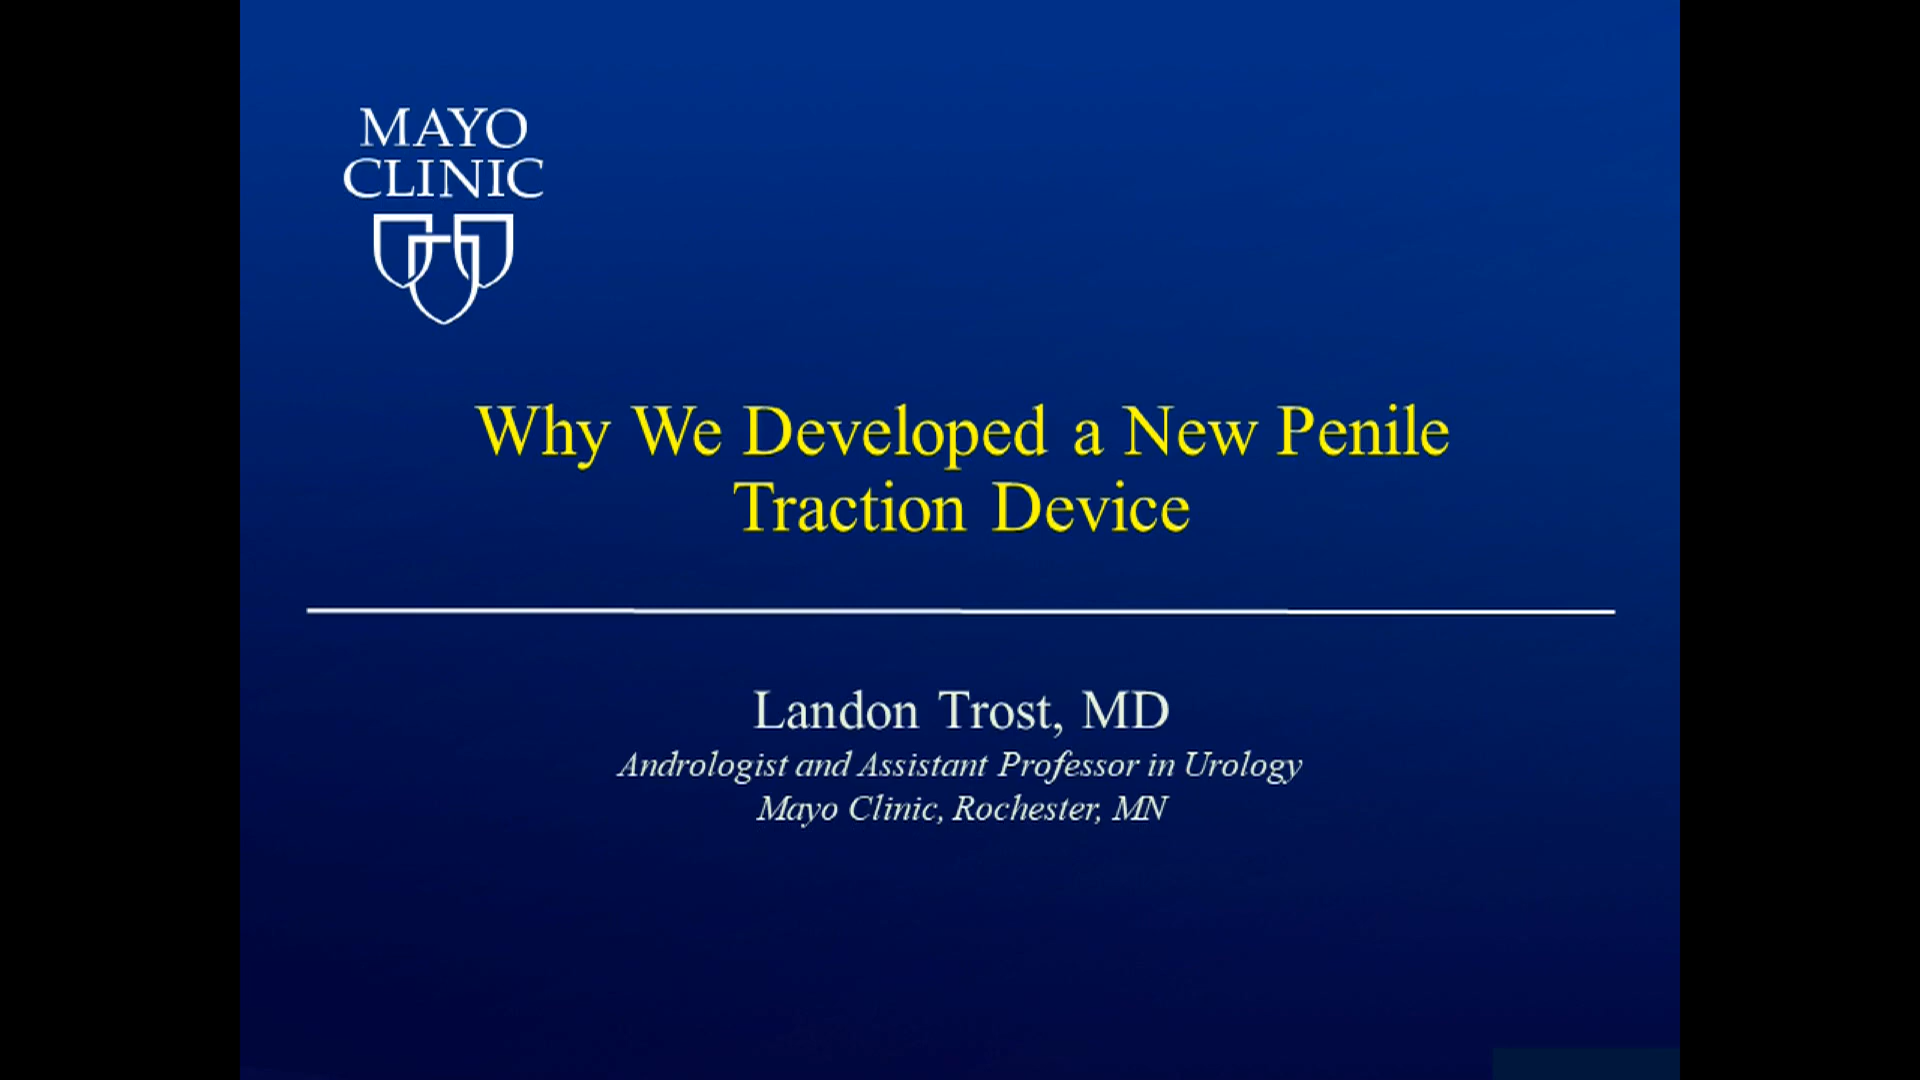 MAYO
CLINIC
Why We Developed a New Penile
Traction Device
Landon Trost, MD
Andrologist and Assistant Professor in Urology
Mayo Clinic, Rochester, MN